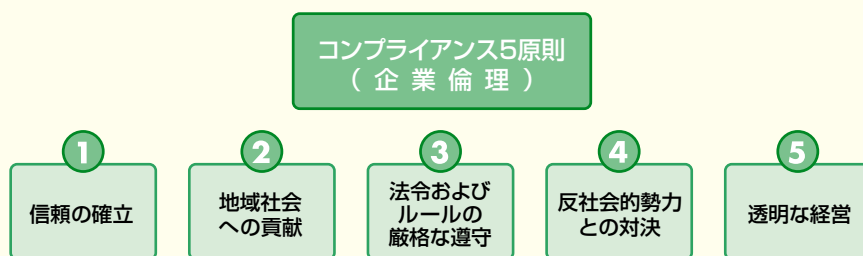 コンプライアンス5原則
（企業倫理）
1
信頼の確立
2
地域社会
への貢献
3
法令および
ルールの
厳格な遵守
4
反社会的勢力
との対決
5
透明な経営